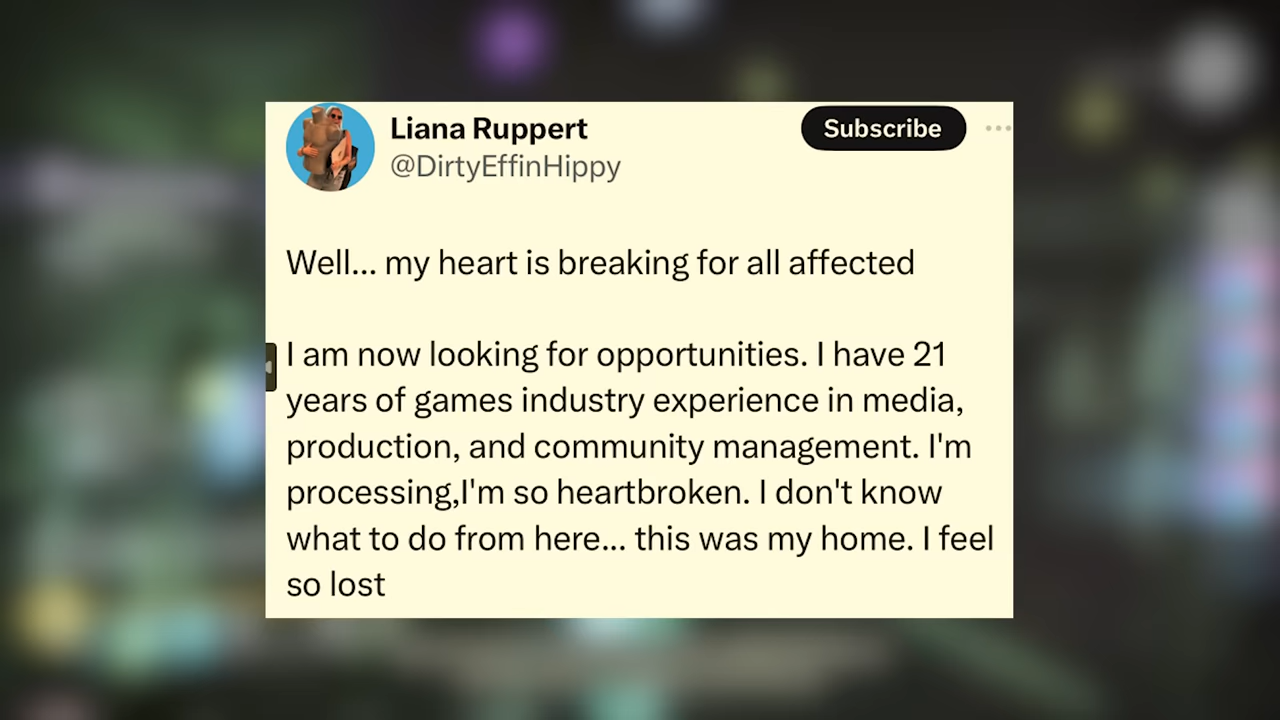 Liana Ruppert
Subscribe
@DirtyEffinHippy
Well... my heart is breaking for all affected
I am now looking for opportunities. I have 21
years of games industry experience in media,
production, and community management. I'm
processing,I'm so heartbroken. I don't know
what to do from here... this was my home. I feel
so lost